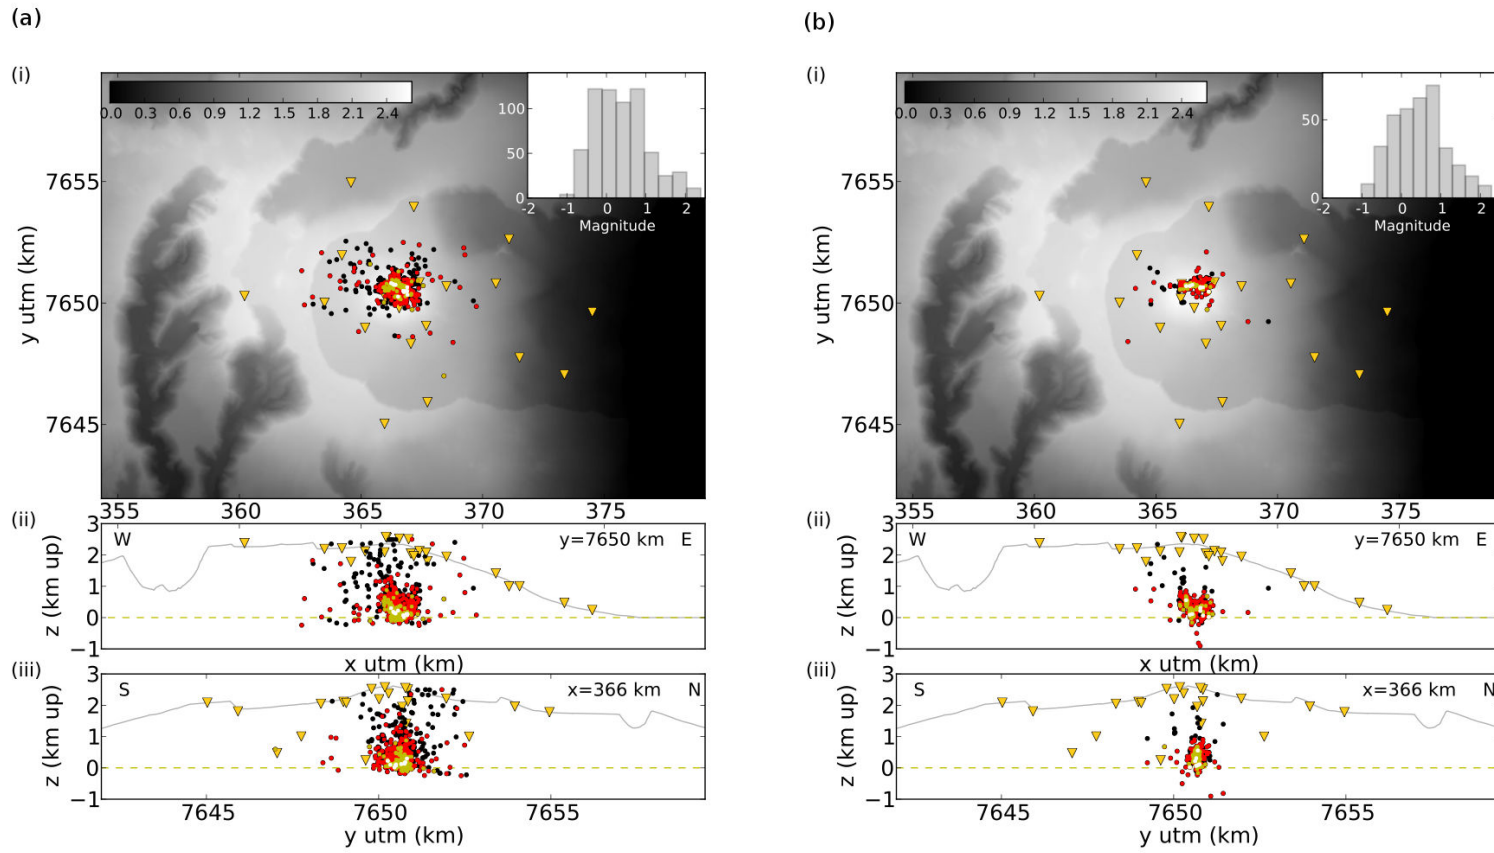 (a)
(i)
0.0 0.3 0.6 0.9 1.2 1.5 1.8 2.1 2.4
100
50
0
-2 -1 0 1 2
Magnitude
7655
7650
7645
y utm (km)
355 360 365 370 375
(ii)
3
2
1
0
−1
z (km up)
W
y=7650 km E
x utm (km)
(iii)
3
2
1
0
−1
z (km up)
S
x=366 km N
7645 7650 7655
y utm (km)
(b)
(i)
0.0 0.3 0.6 0.9 1.2 1.5 1.8 2.1 2.4
50
0
-2 -1 0 1 2
Magnitude
7655
7650
7645
y utm (km)
355 360 365 370 375
(ii)
3
2
1
0
−1
z (km up)
W
y=7650 km E
x utm (km)
(iii)
3
2
1
0
−1
z (km up)
S
x=366 km N
7645 7650 7655
y utm (km)